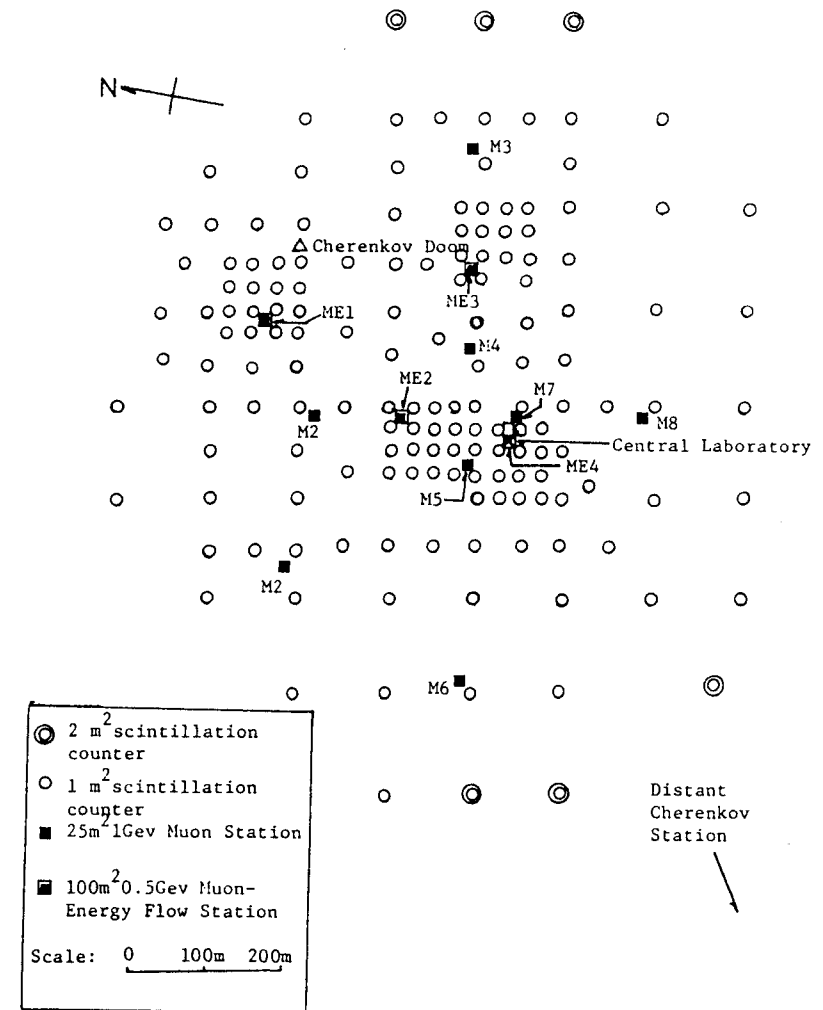 N
M3
Cherenkov Doom
ME3
ME1
M4
ME2
M7
M2
M8
Central Laboratory
ME4
M5
M2
M6
2 m2 scintillation
counter
1 m2 scintillation
counter
25m2 1Gev Muon Station
100m2 0.5Gev Muon-
Energy Flow Station
Scale: 0 100m 200m
Distant
Cherenkov
Station